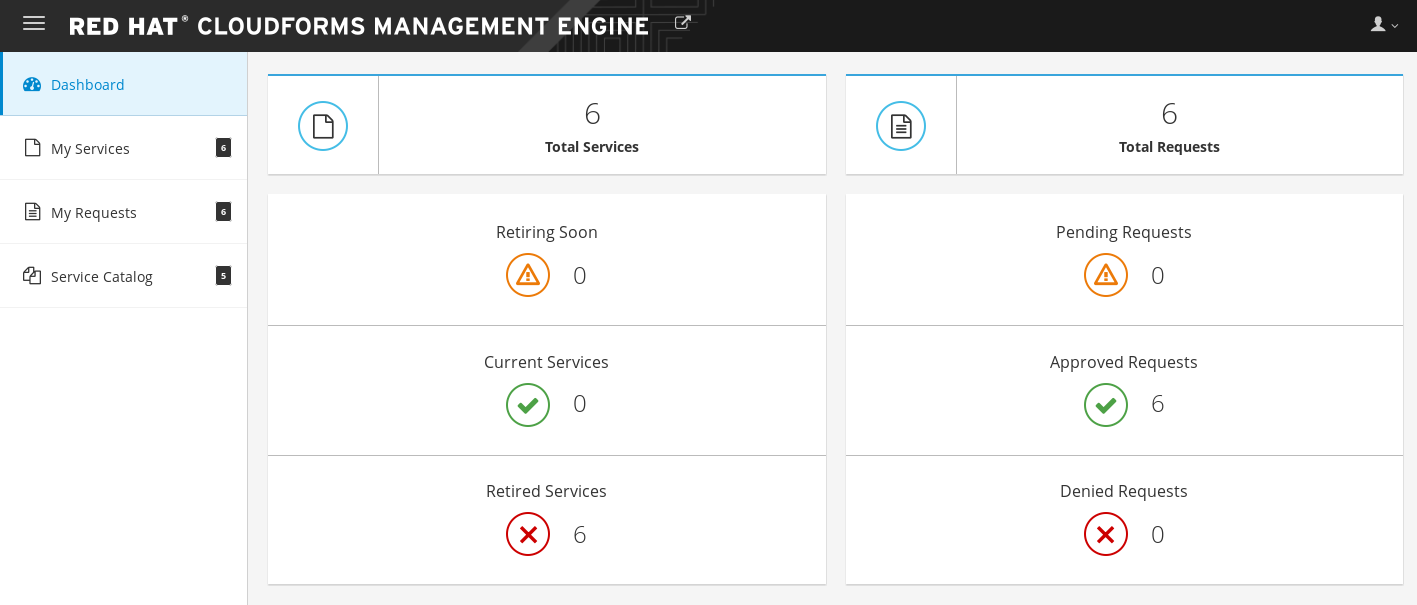 RED HAT® CLOUDFORMS MANAGEMENT ENGINE
Dashboard
My Services 6
My Requests 6
Service Catalog 5
6
Total Services
6
Total Requests
Retiring Soon
0
Current Services
0
Retired Services
6
Pending Requests
0
Approved Requests
6
Denied Requests
0